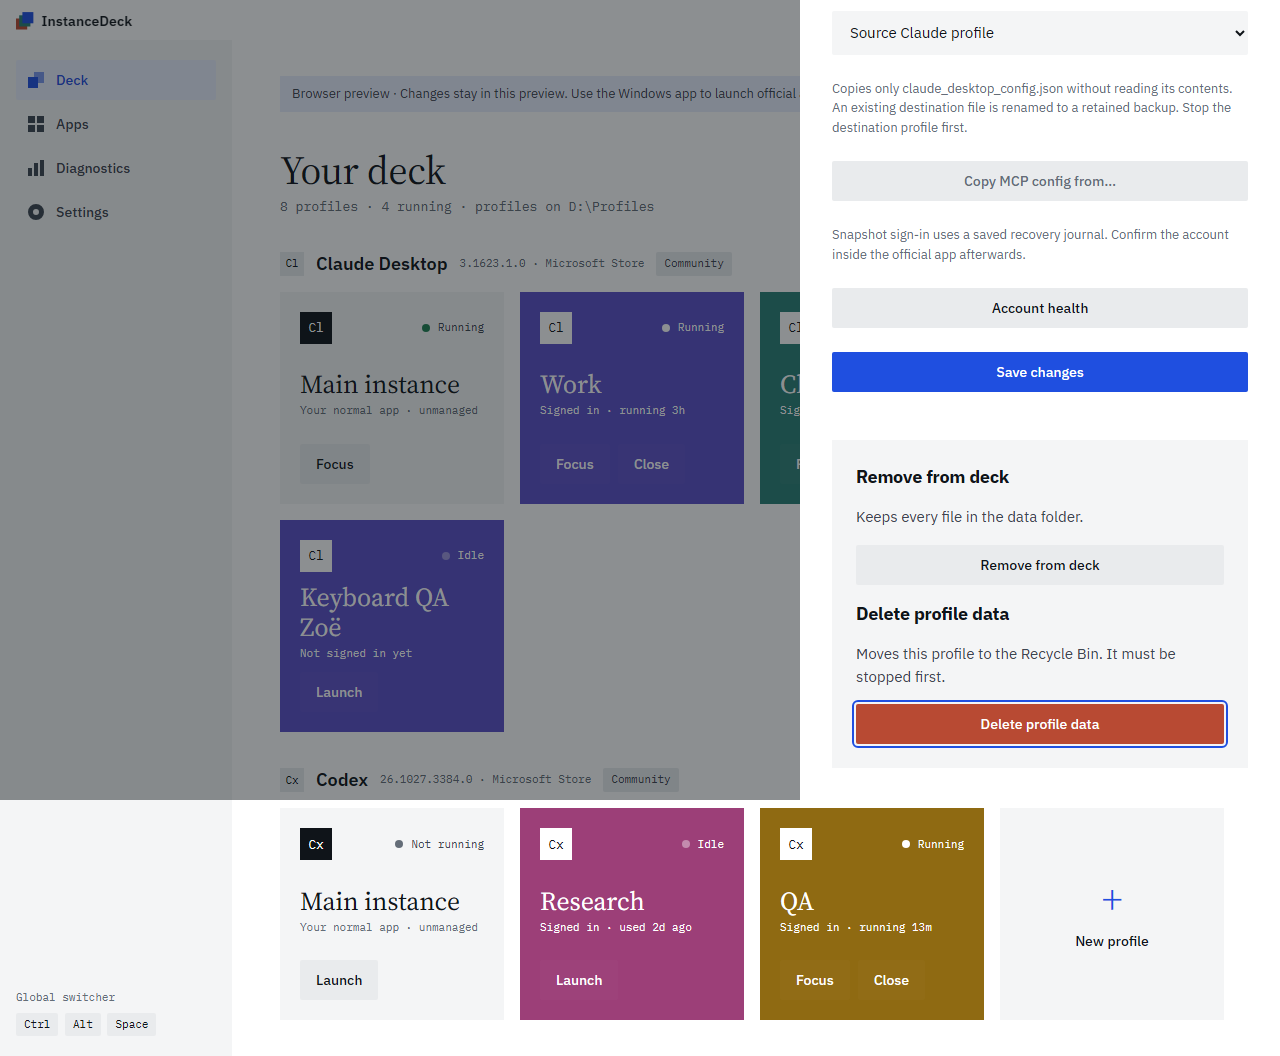 InstanceDeck
Deck
Apps
Diagnostics
Settings
Global switcher
Ctrl Alt Space
Browser preview · Changes stay in this preview. Use the Windows app to launch official
Your deck
8 profiles · 4 running · profiles on D:\Profiles
Cl Claude Desktop 3.1623.1.0 · Microsoft Store Community
Cl Running
Main instance
Your normal app · unmanaged
Focus
Cl Running
Work
Signed in · running 3h
Focus Close
Cl Idle
Keyboard QA
Zoë
Not signed in yet
Launch
Cx Codex 26.1027.3384.0 · Microsoft Store Community
Cx Not running
Main instance
Your normal app · unmanaged
Launch
Cx Idle
Research
Signed in · used 2d ago
Launch
Cx Running
QA
Signed in · running 13m
Focus Close
New profile
Source Claude profile
Copies only claude_desktop_config.json without reading its contents.
An existing destination file is renamed to a retained backup. Stop the
destination profile first.
Copy MCP config from...
Snapshot sign-in uses a saved recovery journal. Confirm the account
inside the official app afterwards.
Account health
Save changes
Remove from deck
Keeps every file in the data folder.
Remove from deck
Delete profile data
Moves this profile to the Recycle Bin. It must be
stopped first.
Delete profile data